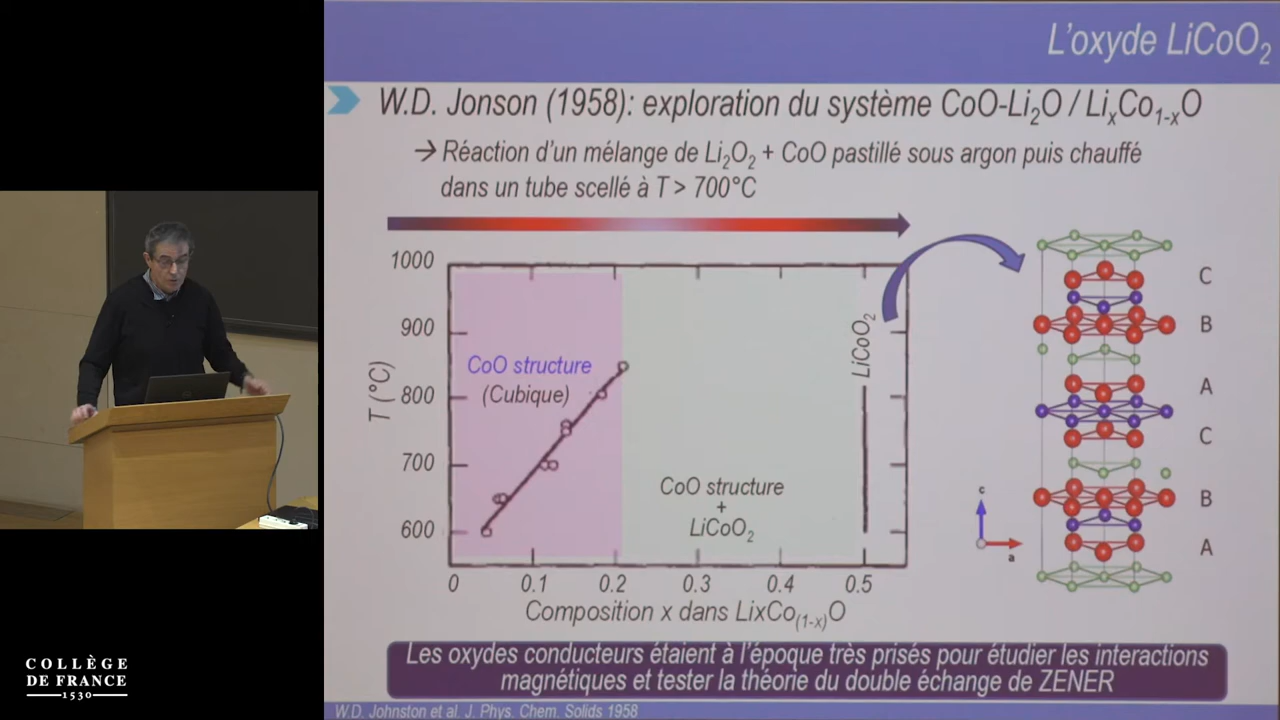 L'oxyde LiCoO2
W.D. Jonson (1958): exploration du système CoO-Li2O / LixCo1-xO
→ Réaction d'un mélange de Li2O2 + CoO pastillé sous argon puis chauffé
dans un tube scellé à T > 700°C
1000
900
800
700
600
T (°C)
CoO structure
(Cubique)
CoO structure
+
LiCoO2
LiCoO2
0 0.1 0.2 0.3 0.4 0.5
Composition x dans LixCo(1-x)O
C
B
A
C
B
A
c
a
Les oxydes conducteurs étaient à l'époque très prisés pour étudier les interactions
magnétiques et tester la théorie du double échange de ZENER
W.D. Johnston et al. J. Phys. Chem. Solids 1958
COLLÈGE
DE FRANCE
1530